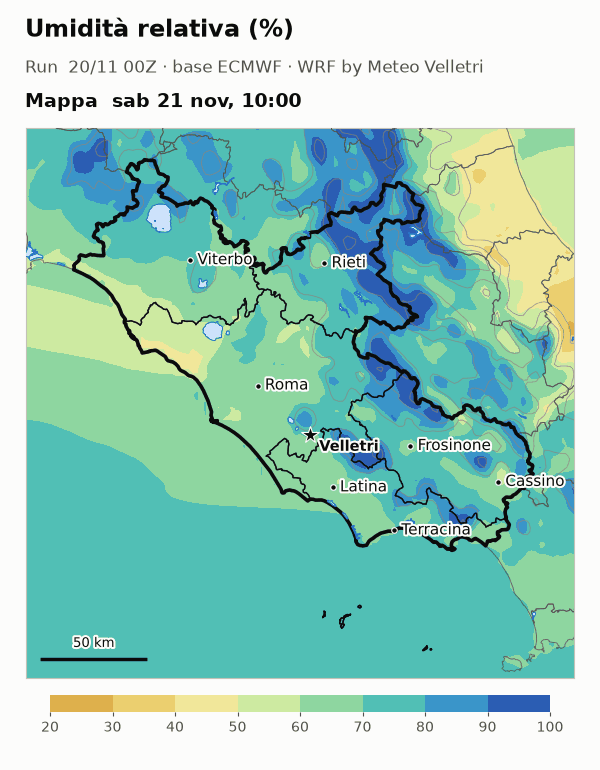 Umidità relativa (%)
Run  20/11 00Z · base ECMWF · WRF by Meteo Velletri
Mappa  sab 21 nov, 10:00
Viterbo
Rieti
Roma
Velletri
Frosinone
Latina
Cassino
Terracina
50 km
20 30 40 50 60 70 80 90 100